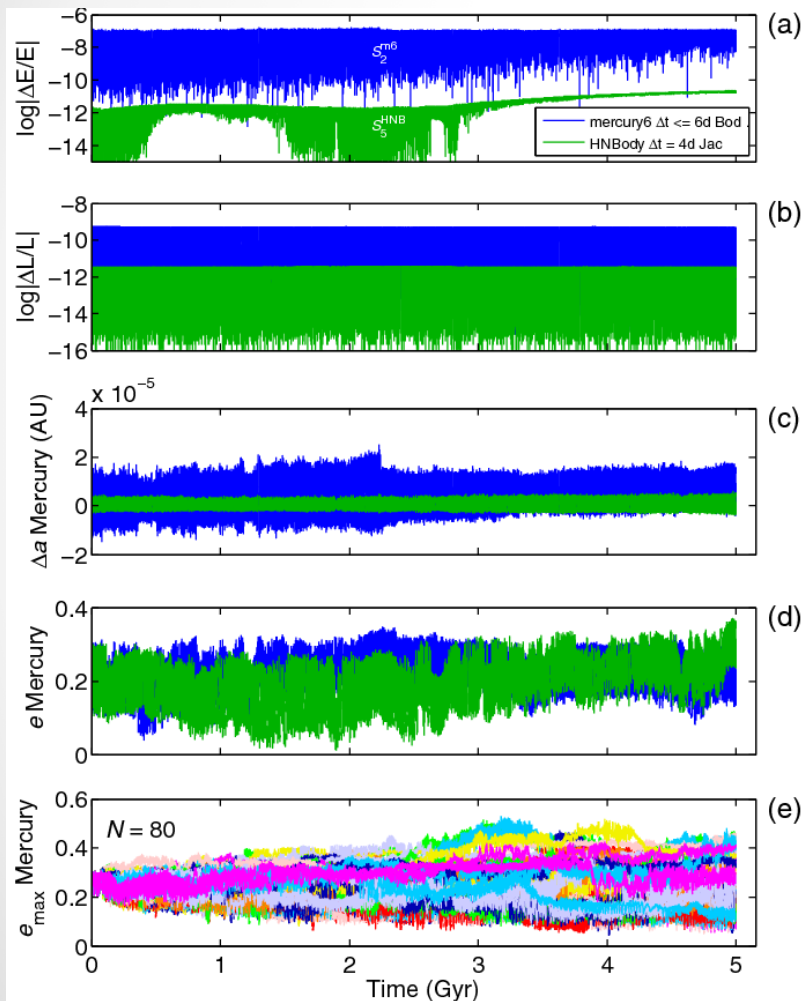 (a)
log|ΔE/E|
−6
−8
−10
−12
−14
S₂ᵐ⁶
S₅ᴴᴺᴮ
mercury6 Δt <= 6d Bod
HNBody Δt = 4d Jac
(b)
log|ΔL/L|
−8
−10
−12
−14
−16
x 10⁻⁵
(c)
Δa Mercury (AU)
4
2
0
−2
(d)
e Mercury
0.4
0.2
0
(e)
e_max Mercury
0.6
0.4
0.2
0
N = 80
0 1 2 3 4 5
Time (Gyr)